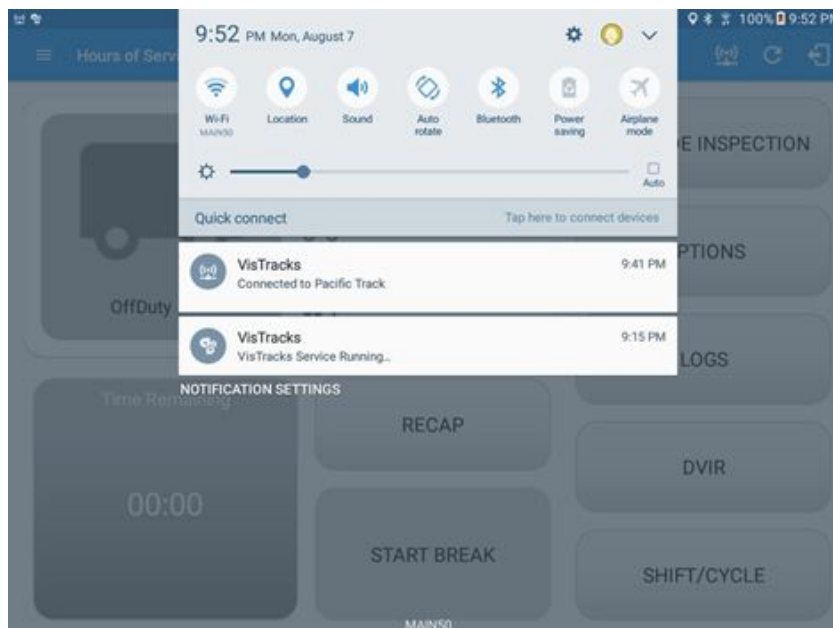 100% 9:52 PM
9:52 PM Mon, August 7
Hours of Servi
Wi-Fi
MAIN50
Location
Sound
Auto
rotate
Bluetooth
Power
saving
Airplane
mode
Auto
Quick connect
Tap here to connect devices
VisTracks
9:41 PM
Connected to Pacific Track
VisTracks
9:15 PM
VisTracks Service Running..
NOTIFICATION SETTINGS
OffDuty
E INSPECTION
PTIONS
LOGS
Time Remaining
00:00
RECAP
DVIR
START BREAK
SHIFT/CYCLE
MAIN50